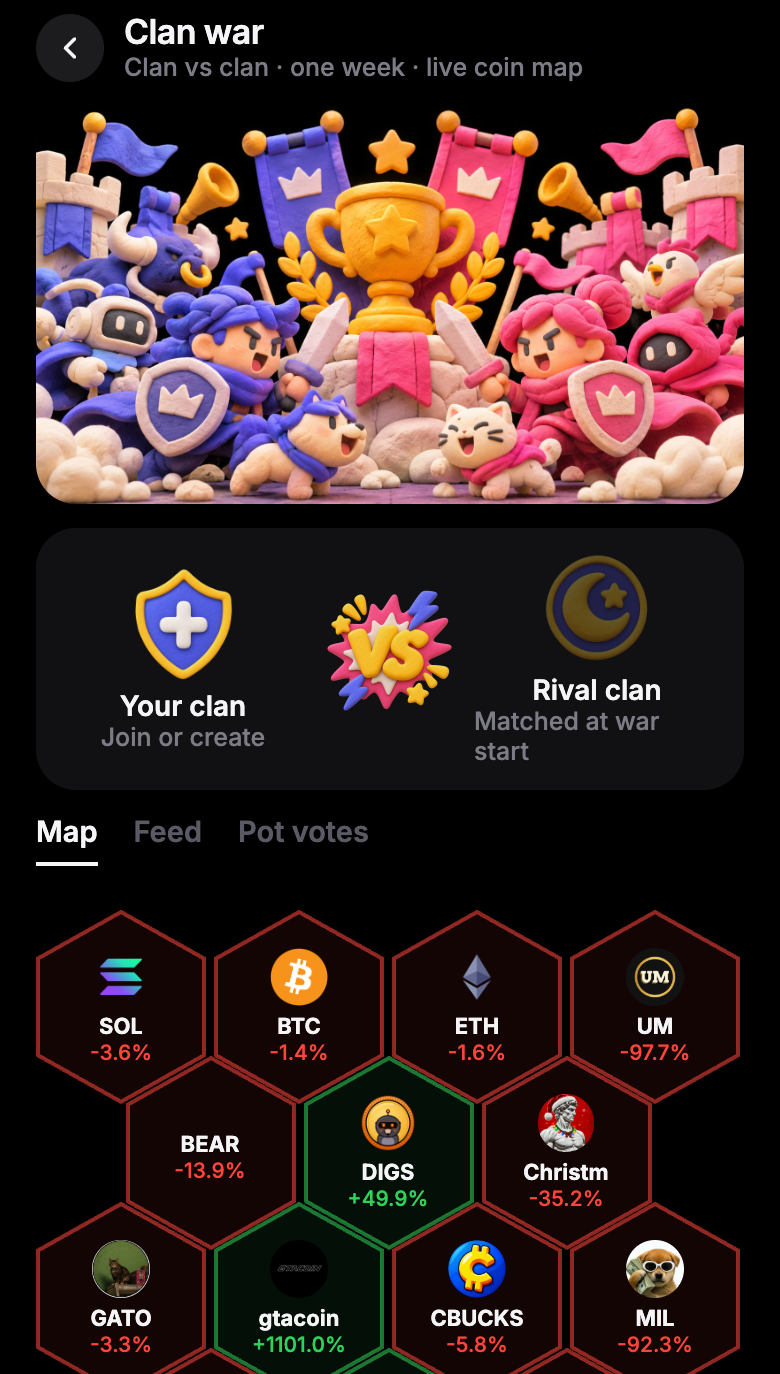 Clan war
Clan vs clan · one week · live coin map
VS
Your clan
Join or create
Rival clan
Matched at war
start
Map Feed Pot votes
SOL
-3.6%
BTC
-1.4%
ETH
-1.6%
UM
UM
-97.7%
BEAR
-13.9%
DIGS
+49.9%
Christm
-35.2%
GATO
-3.3%
GTACOIN
gtacoin
+1101.0%
CBUCKS
-5.8%
MIL
-92.3%